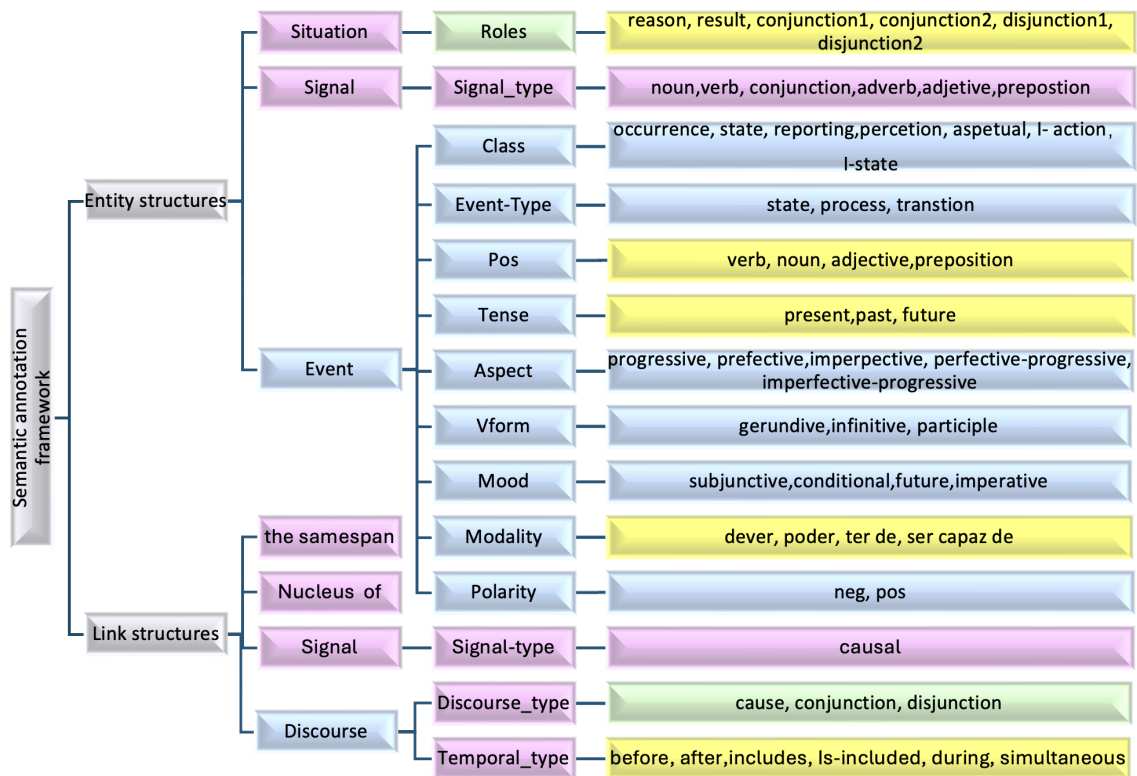 Semantic annotation
framework
Entity structures
Situation
Roles
reason, result, conjunction1, conjunction2, disjunction1,
disjunction2
Signal
Signal_type
noun,verb, conjunction,adverb,adjetive,prepostion
Event
Class
occurrence, state, reporting,percetion, aspetual, I- action,
I-state
Event-Type
state, process, transtion
Pos
verb, noun, adjective,preposition
Tense
present,past, future
Aspect
progressive, prefective,imperpective, perfective-progressive,
imperfective-progressive
Vform
gerundive,infinitive, participle
Mood
subjunctive,conditional,future,imperative
Modality
dever, poder, ter de, ser capaz de
Polarity
neg, pos
Link structures
the samespan
Nucleus of
Signal
Signal-type
causal
Discourse
Discourse_type
cause, conjunction, disjunction
Temporal_type
before, after,includes, Is-included, during, simultaneous